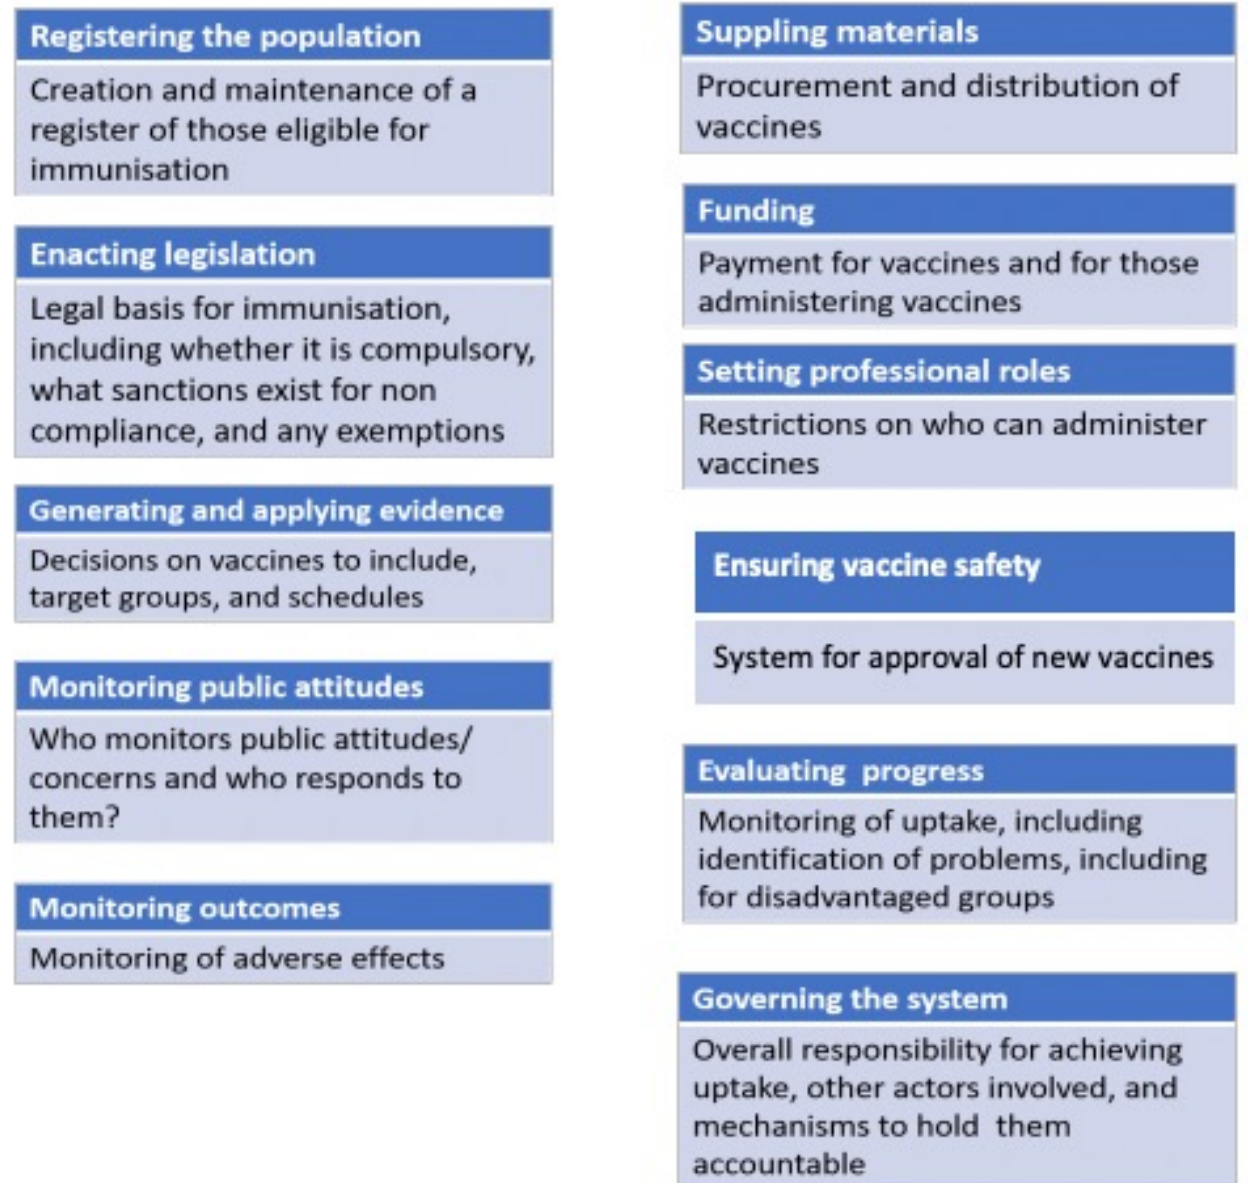 Registering the population
Creation and maintenance of a
register of those eligible for
immunisation
Enacting legislation
Legal basis for immunisation,
including whether it is compulsory,
what sanctions exist for non
compliance, and any exemptions
Generating and applying evidence
Decisions on vaccines to include,
target groups, and schedules
Monitoring public attitudes
Who monitors public attitudes/
concerns and who responds to
them?
Monitoring outcomes
Monitoring of adverse effects
Suppling materials
Procurement and distribution of
vaccines
Funding
Payment for vaccines and for those
administering vaccines
Setting professional roles
Restrictions on who can administer
vaccines
Ensuring vaccine safety
System for approval of new vaccines
Evaluating  progress
Monitoring of uptake, including
identification of problems, including
for disadvantaged groups
Governing the system
Overall responsibility for achieving
uptake, other actors involved, and
mechanisms to hold  them
accountable